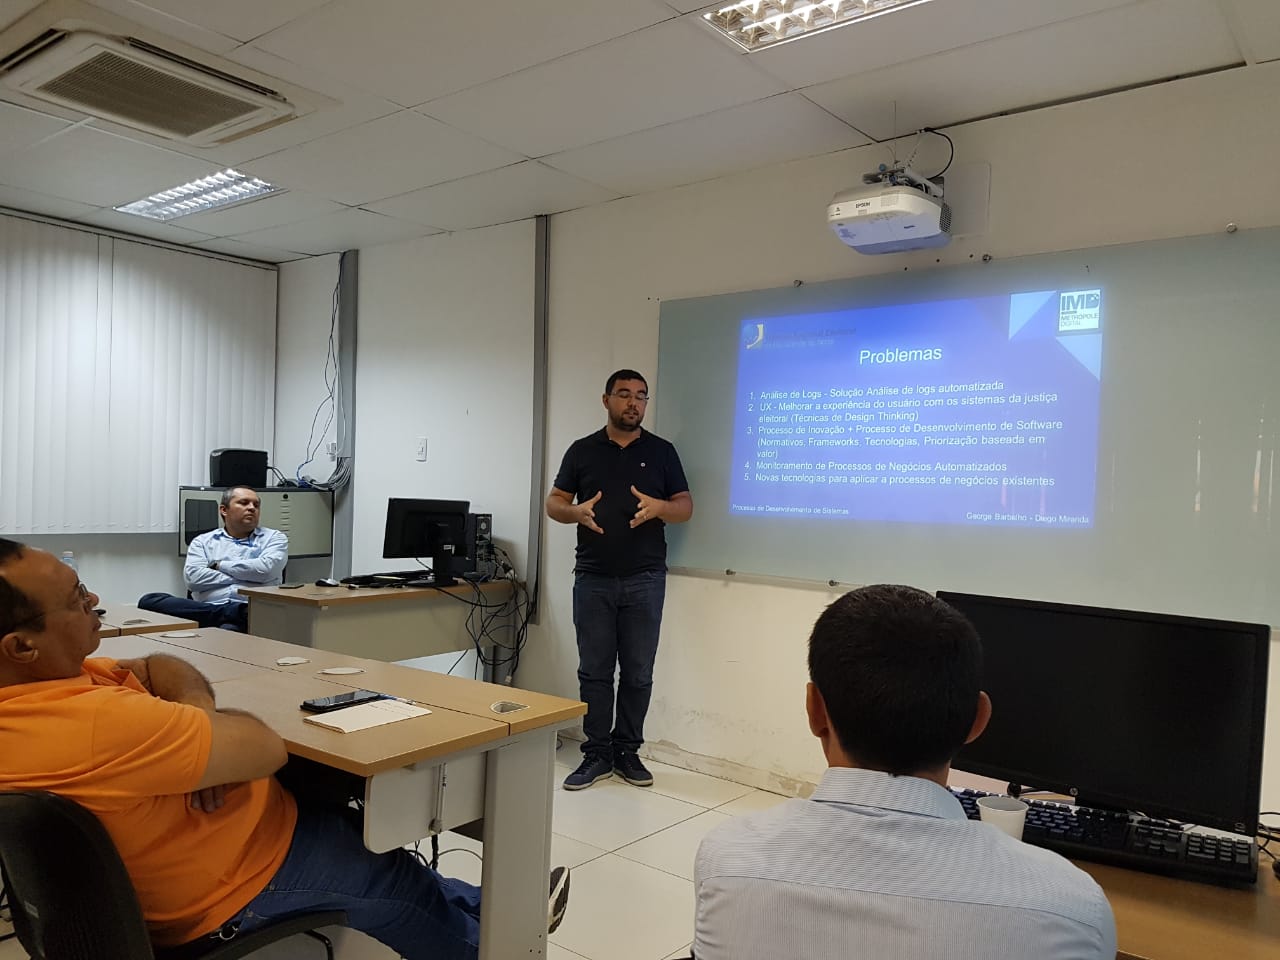 EPSON
IMD
METRÓPOLE
DIGITAL
Problemas
1. Análise de Logs - Solução Análise de logs automatizada
2. UX - Melhorar a experiência do usuário com os sistemas da justiça
eleitoral (Técnicas de Design Thinking)
3. Processo de Inovação + Processo de Desenvolvimento de Software
(Normativos, Frameworks, Tecnologias, Priorização baseada em
valor)
4. Monitoramento de Processos de Negócios Automatizados
5. Novas tecnologias para aplicar a processos de negócios existentes
Processo de Desenvolvimento de Sistemas
George Barbalho - Diego Miranda